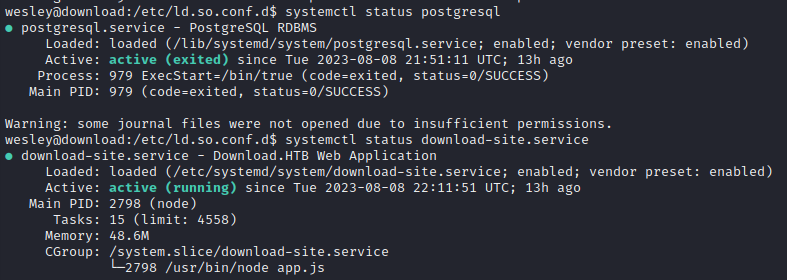 wesley@download:/etc/ld.so.conf.d$ systemctl status postgresql
● postgresql.service - PostgreSQL RDBMS
Loaded: loaded (/lib/systemd/system/postgresql.service; enabled; vendor preset: enabled)
Active: active (exited) since Tue 2023-08-08 21:51:11 UTC; 13h ago
Process: 979 ExecStart=/bin/true (code=exited, status=0/SUCCESS)
Main PID: 979 (code=exited, status=0/SUCCESS)
Warning: some journal files were not opened due to insufficient permissions.
wesley@download:/etc/ld.so.conf.d$ systemctl status download-site.service
● download-site.service - Download.HTB Web Application
Loaded: loaded (/etc/systemd/system/download-site.service; enabled; vendor preset: enabled)
Active: active (running) since Tue 2023-08-08 22:11:51 UTC; 13h ago
Main PID: 2798 (node)
Tasks: 15 (limit: 4558)
Memory: 48.6M
CGroup: /system.slice/download-site.service
└─2798 /usr/bin/node app.js